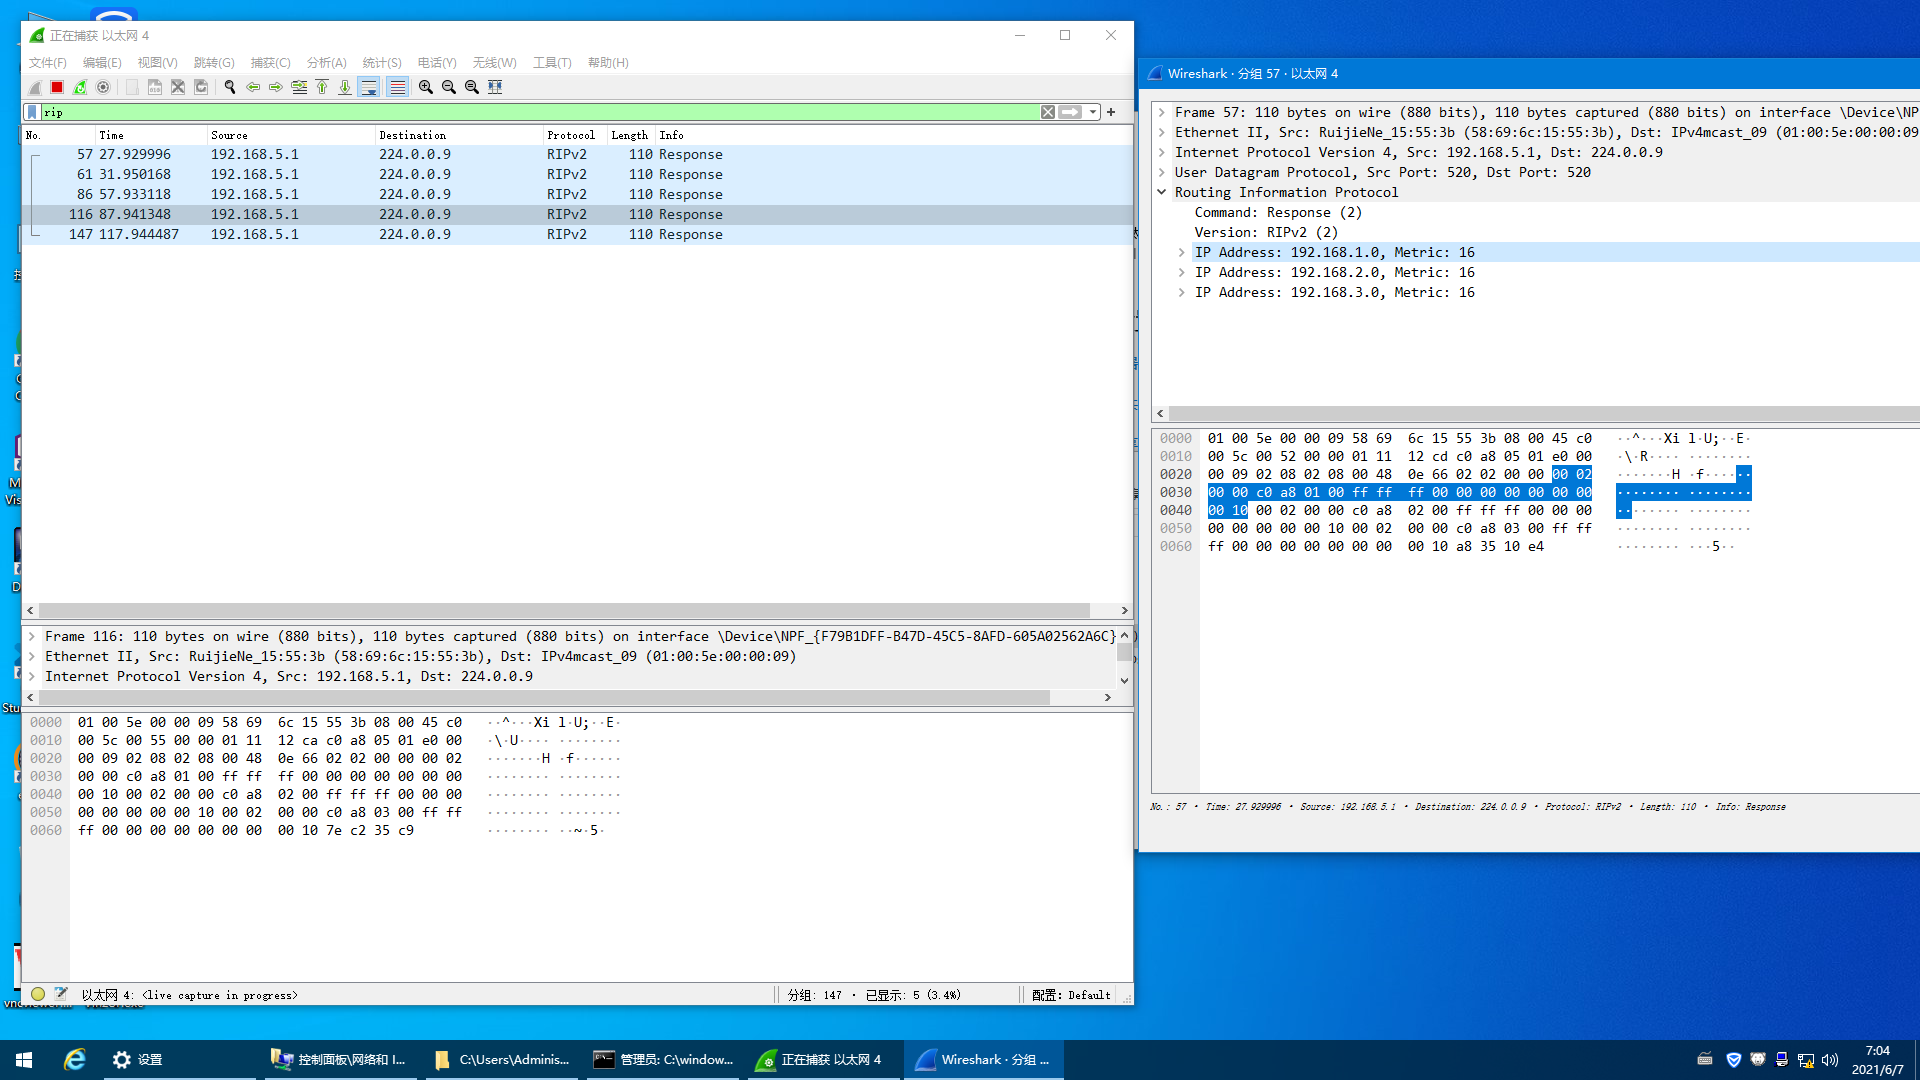 正在捕获 以太网 4
文件(F) 编辑(E) 视图(V) 跳转(G) 捕获(C) 分析(A) 统计(S) 电话(Y) 无线(W) 工具(T) 帮助(H)
rip
No. Time Source Destination Protocol Length Info
57 27.929996 192.168.5.1 224.0.0.9 RIPv2 110 Response
61 31.950168 192.168.5.1 224.0.0.9 RIPv2 110 Response
86 57.933118 192.168.5.1 224.0.0.9 RIPv2 110 Response
116 87.941348 192.168.5.1 224.0.0.9 RIPv2 110 Response
147 117.944487 192.168.5.1 224.0.0.9 RIPv2 110 Response
Frame 116: 110 bytes on wire (880 bits), 110 bytes captured (880 bits) on interface \Device\NPF_{F79B1DFF-B47D-45C5-8AFD-605A02562A6C}
Ethernet II, Src: RuijieNe_15:55:3b (58:69:6c:15:55:3b), Dst: IPv4mcast_09 (01:00:5e:00:00:09)
Internet Protocol Version 4, Src: 192.168.5.1, Dst: 224.0.0.9
0000 01 00 5e 00 00 09 58 69 6c 15 55 3b 08 00 45 c0 ··^···Xi l·U;··E·
0010 00 5c 00 55 00 00 01 11 12 ca c0 a8 05 01 e0 00 ·\·U···· ········
0020 00 09 02 08 02 08 00 48 0e 66 02 02 00 00 00 02 ·······H ·f······
0030 00 00 c0 a8 01 00 ff ff ff 00 00 00 00 00 00 00 ········ ········
0040 00 10 00 02 00 00 c0 a8 02 00 ff ff ff 00 00 00 ········ ········
0050 00 00 00 00 00 10 00 02 00 00 c0 a8 03 00 ff ff ········ ········
0060 ff 00 00 00 00 00 00 00 00 10 7e c2 35 c9 ········ ··~·5·
以太网 4: <live capture in progress> 分组: 147 · 已显示: 5 (3.4%) 配置: Default
Wireshark · 分组 57 · 以太网 4
Frame 57: 110 bytes on wire (880 bits), 110 bytes captured (880 bits) on interface \Device\NP
Ethernet II, Src: RuijieNe_15:55:3b (58:69:6c:15:55:3b), Dst: IPv4mcast_09 (01:00:5e:00:00:09
Internet Protocol Version 4, Src: 192.168.5.1, Dst: 224.0.0.9
User Datagram Protocol, Src Port: 520, Dst Port: 520
Routing Information Protocol
Command: Response (2)
Version: RIPv2 (2)
IP Address: 192.168.1.0, Metric: 16
IP Address: 192.168.2.0, Metric: 16
IP Address: 192.168.3.0, Metric: 16
0000 01 00 5e 00 00 09 58 69 6c 15 55 3b 08 00 45 c0 ··^···Xi l·U;··E·
0010 00 5c 00 52 00 00 01 11 12 cd c0 a8 05 01 e0 00 ·\·R···· ········
0020 00 09 02 08 02 08 00 48 0e 66 02 02 00 00 00 02 ·······H ·f······
0030 00 00 c0 a8 01 00 ff ff ff 00 00 00 00 00 00 00 ········ ········
0040 00 10 00 02 00 00 c0 a8 02 00 ff ff ff 00 00 00 ········ ········
0050 00 00 00 00 00 10 00 02 00 00 c0 a8 03 00 ff ff ········ ········
0060 ff 00 00 00 00 00 00 00 00 10 a8 35 10 e4 ········ ···5··
No.: 57 · Time: 27.929996 · Source: 192.168.5.1 · Destination: 224.0.0.9 · Protocol: RIPv2 · Length: 110 · Info: Response
设置
控制面板\网络和 I...
C:\Users\Adminis...
管理员: C:\window...
正在捕获 以太网 4
Wireshark · 分组 ...
7:04
2021/6/7